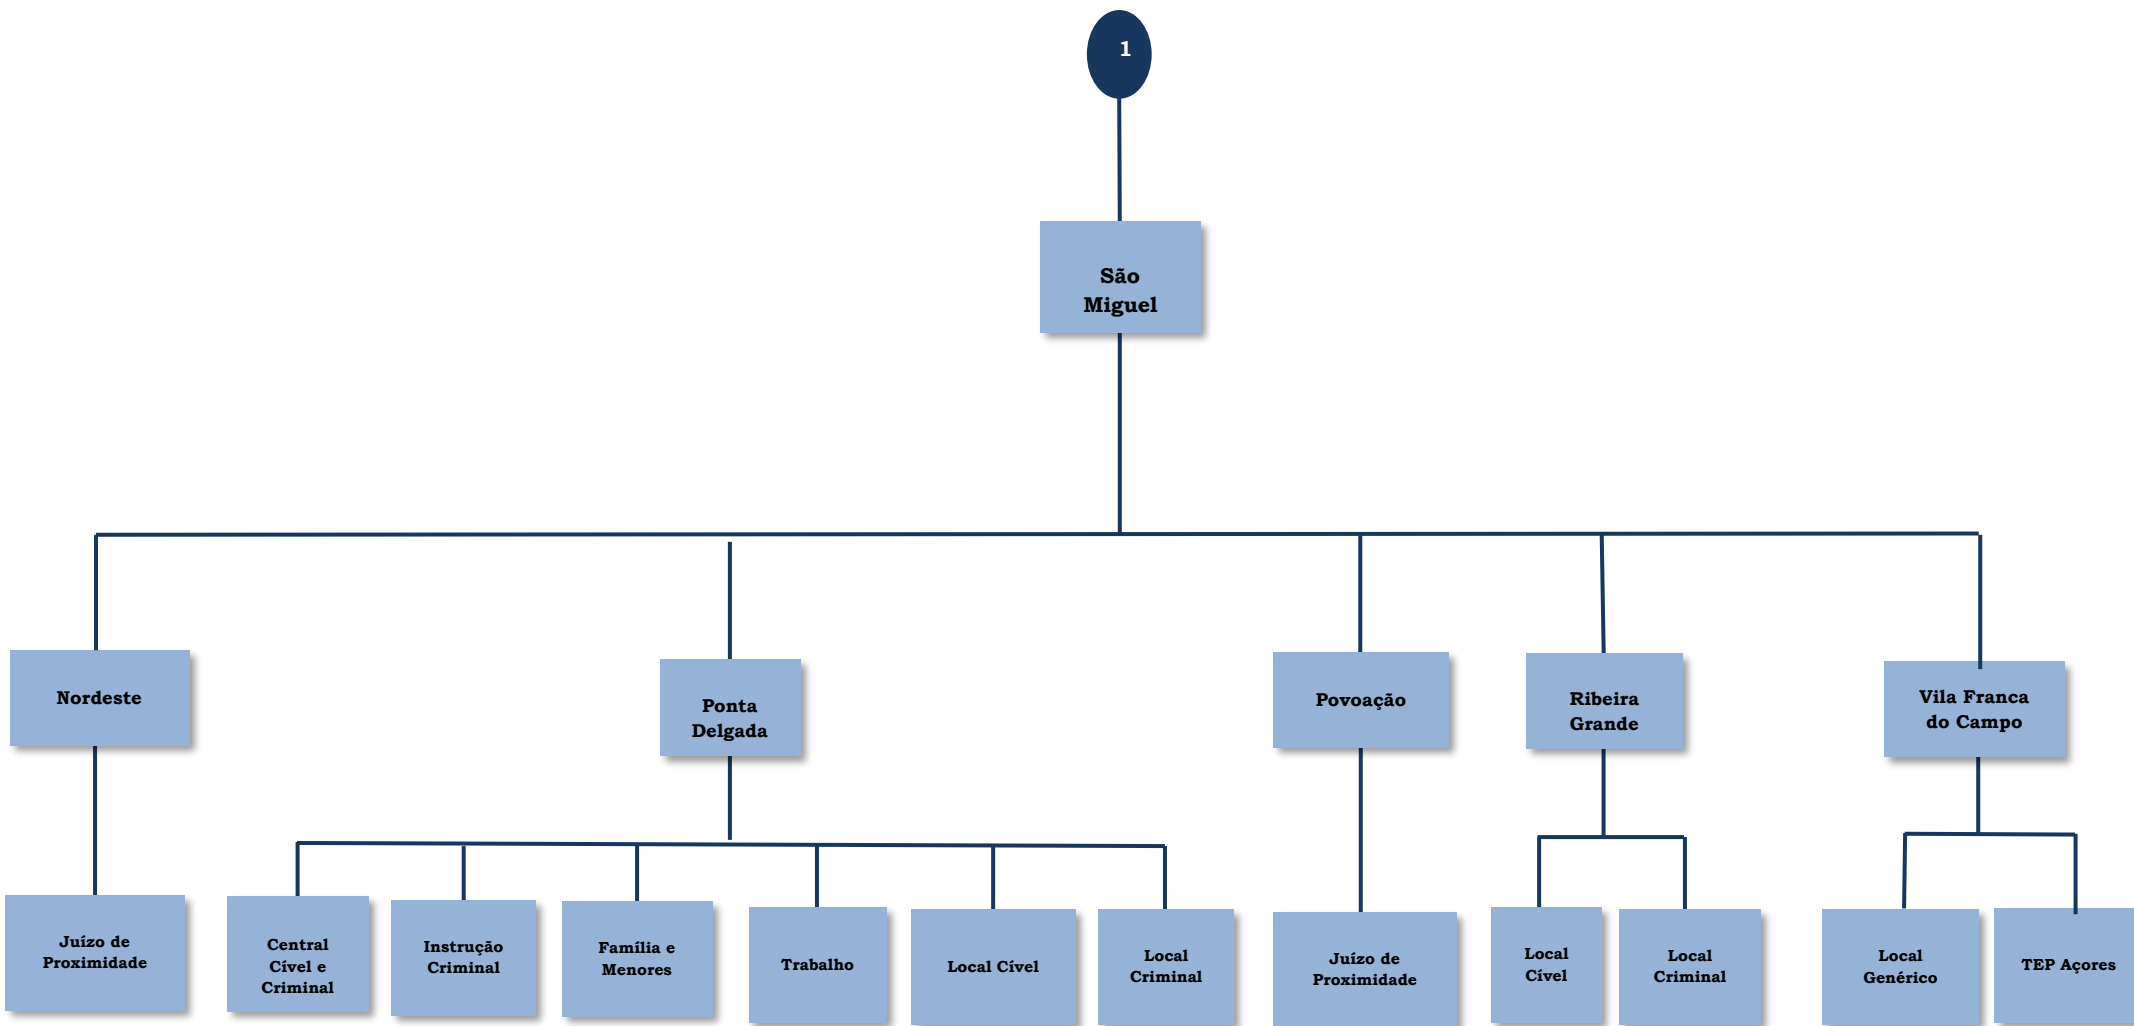 1
São
Miguel
Nordeste
Ponta
Delgada
Povoação
Ribeira
Grande
Vila Franca
do Campo
Juízo de
Proximidade
Central
Cível e
Criminal
Instrução
Criminal
Família e
Menores
Trabalho
Local Cível
Local
Criminal
Juízo de
Proximidade
Local
Cível
Local
Criminal
Local
Genérico
TEP Açores